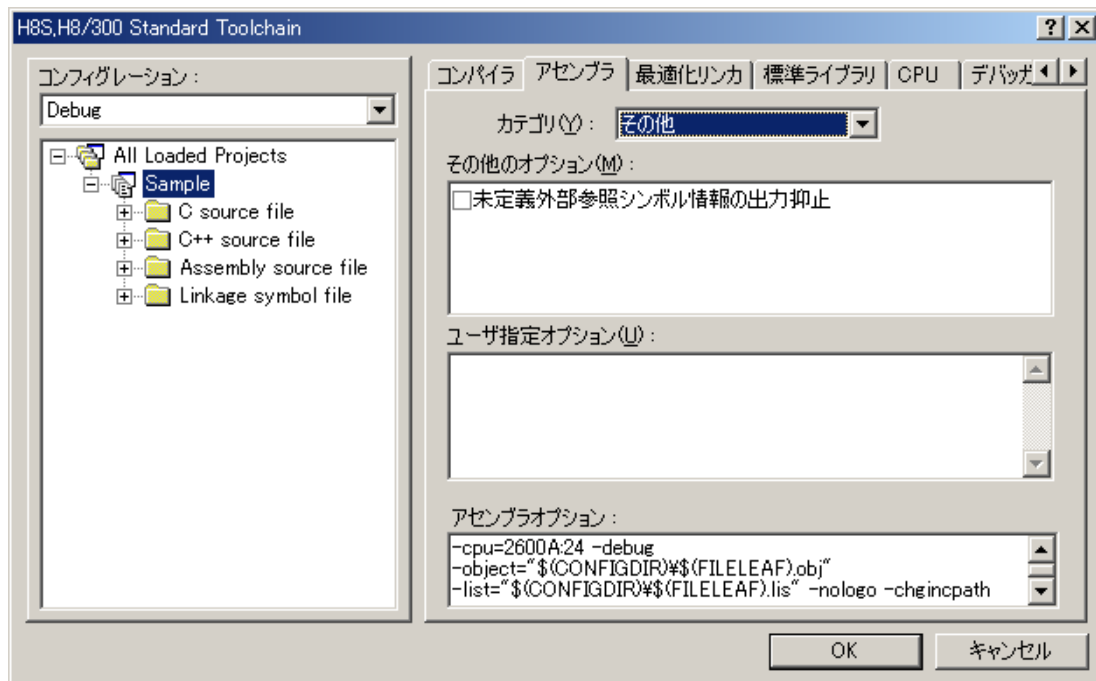 H8S,H8/300 Standard Toolchain
コンフィグレーション :
Debug
All Loaded Projects
Sample
C source file
C++ source file
Assembly source file
Linkage symbol file
コンパイラ アセンブラ 最適化リンカ 標準ライブラリ CPU デバッガ
カテゴリ(Y) : その他
その他のオプション(M) :
未定義外部参照シンボル情報の出力抑止
ユーザ指定オプション(U) :
アセンブラオプション :
-cpu=2600A:24 -debug
-object="$(CONFIGDIR)¥$(FILELEAF).obj"
-list="$(CONFIGDIR)¥$(FILELEAF).lis" -nologo -chgincpath
OK キャンセル